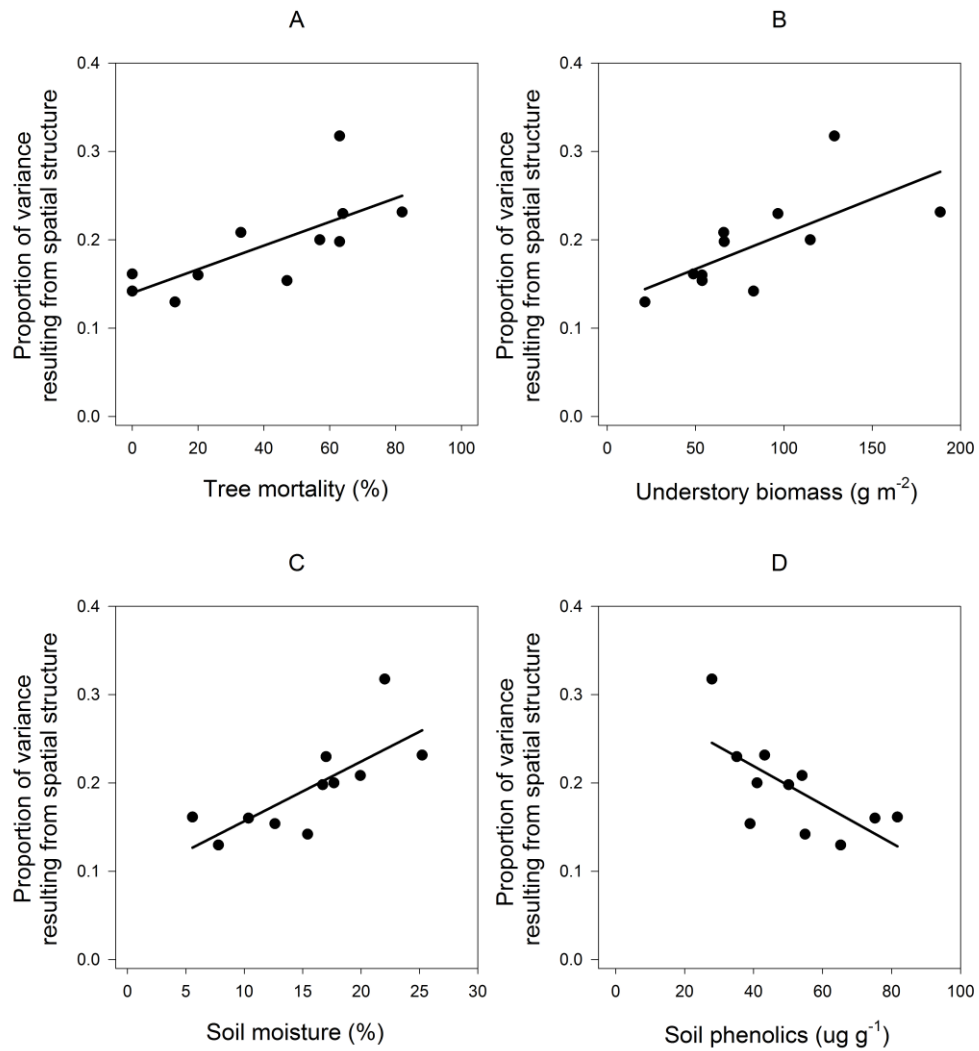 A
Proportion of variance
resulting from spatial structure
0.4
0.3
0.2
0.1
0.0
0 20 40 60 80 100
Tree mortality (%)
B
Proportion of variance
resulting from spatial structure
0.4
0.3
0.2
0.1
0.0
0 50 100 150 200
Understory biomass (g m⁻²)
C
Proportion of variance
resulting from spatial structure
0.4
0.3
0.2
0.1
0.0
0 5 10 15 20 25 30
Soil moisture (%)
D
Proportion of variance
resulting from spatial structure
0.4
0.3
0.2
0.1
0.0
0 20 40 60 80 100
Soil phenolics (ug g⁻¹)